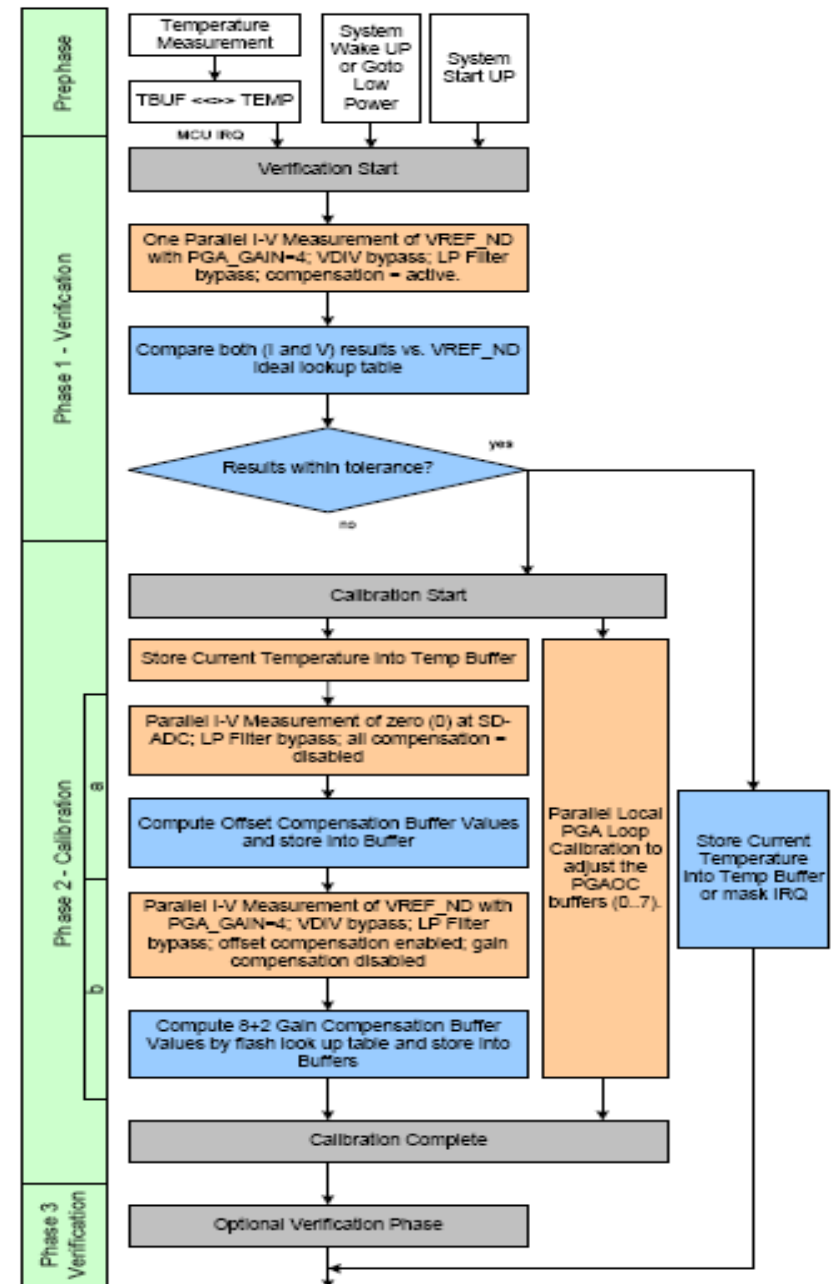 Prephase
Temperature
Measurement
TBUF <<>> TEMP
System
Wake UP
or Goto
Low
Power
System
Start UP
MCU IRQ
Phase 1 - Verification
Verification Start
One Parallel I-V Measurement of VREF_ND
with PGA_GAIN=4; VDIV bypass; LP Filter
bypass; compensation = active.
Compare both (I and V) results vs. VREF_ND
ideal lookup table
Results within tolerance?
yes
no
Phase 2 - Calibration
Calibration Start
Store Current Temperature into Temp Buffer
a
Parallel I-V Measurement of zero (0) at SD-
ADC; LP Filter bypass; all compensation =
disabled
Compute Offset Compensation Buffer Values
and store into Buffer
b
Parallel I-V Measurement of VREF_ND with
PGA_GAIN=4; VDIV bypass; LP Filter
bypass; offset compensation enabled; gain
compensation disabled
Compute 8+2 Gain Compensation Buffer
Values by flash look up table and store into
Buffers
Parallel Local
PGA Loop
Calibration to
adjust the
PGAOC
buffers (0..7).
Store Current
Temperature
into Temp Buffer
or mask IRQ
Calibration Complete
Phase 3
Verification
Optional Verification Phase